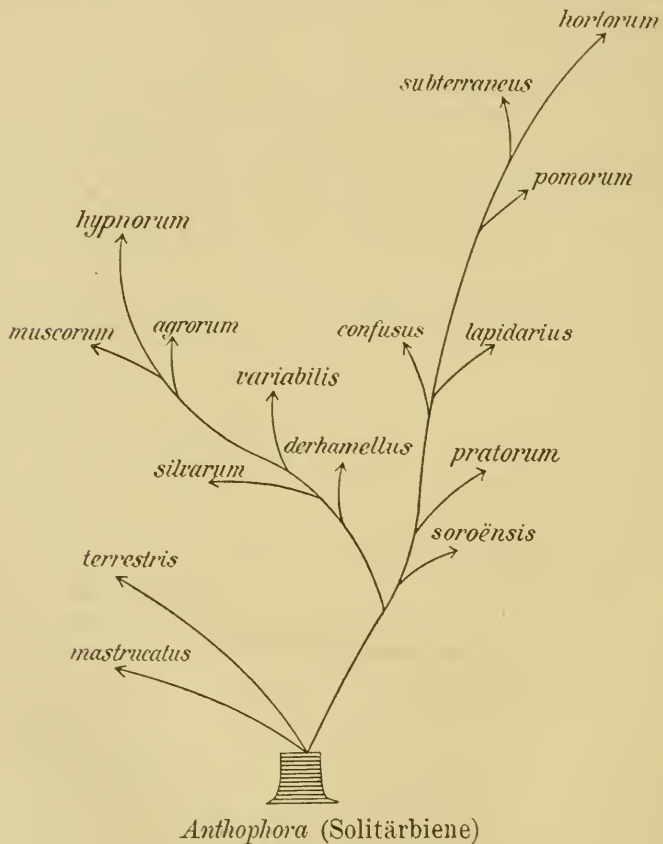 hortorum
subterraneus
pomorum
hypnorum
muscorum
agrorum
confusus
lapidarius
variabilis
derhamellus
silvarum
pratorum
soroënsis
terrestris
mastrucatus
Anthophora (Solitärbiene)